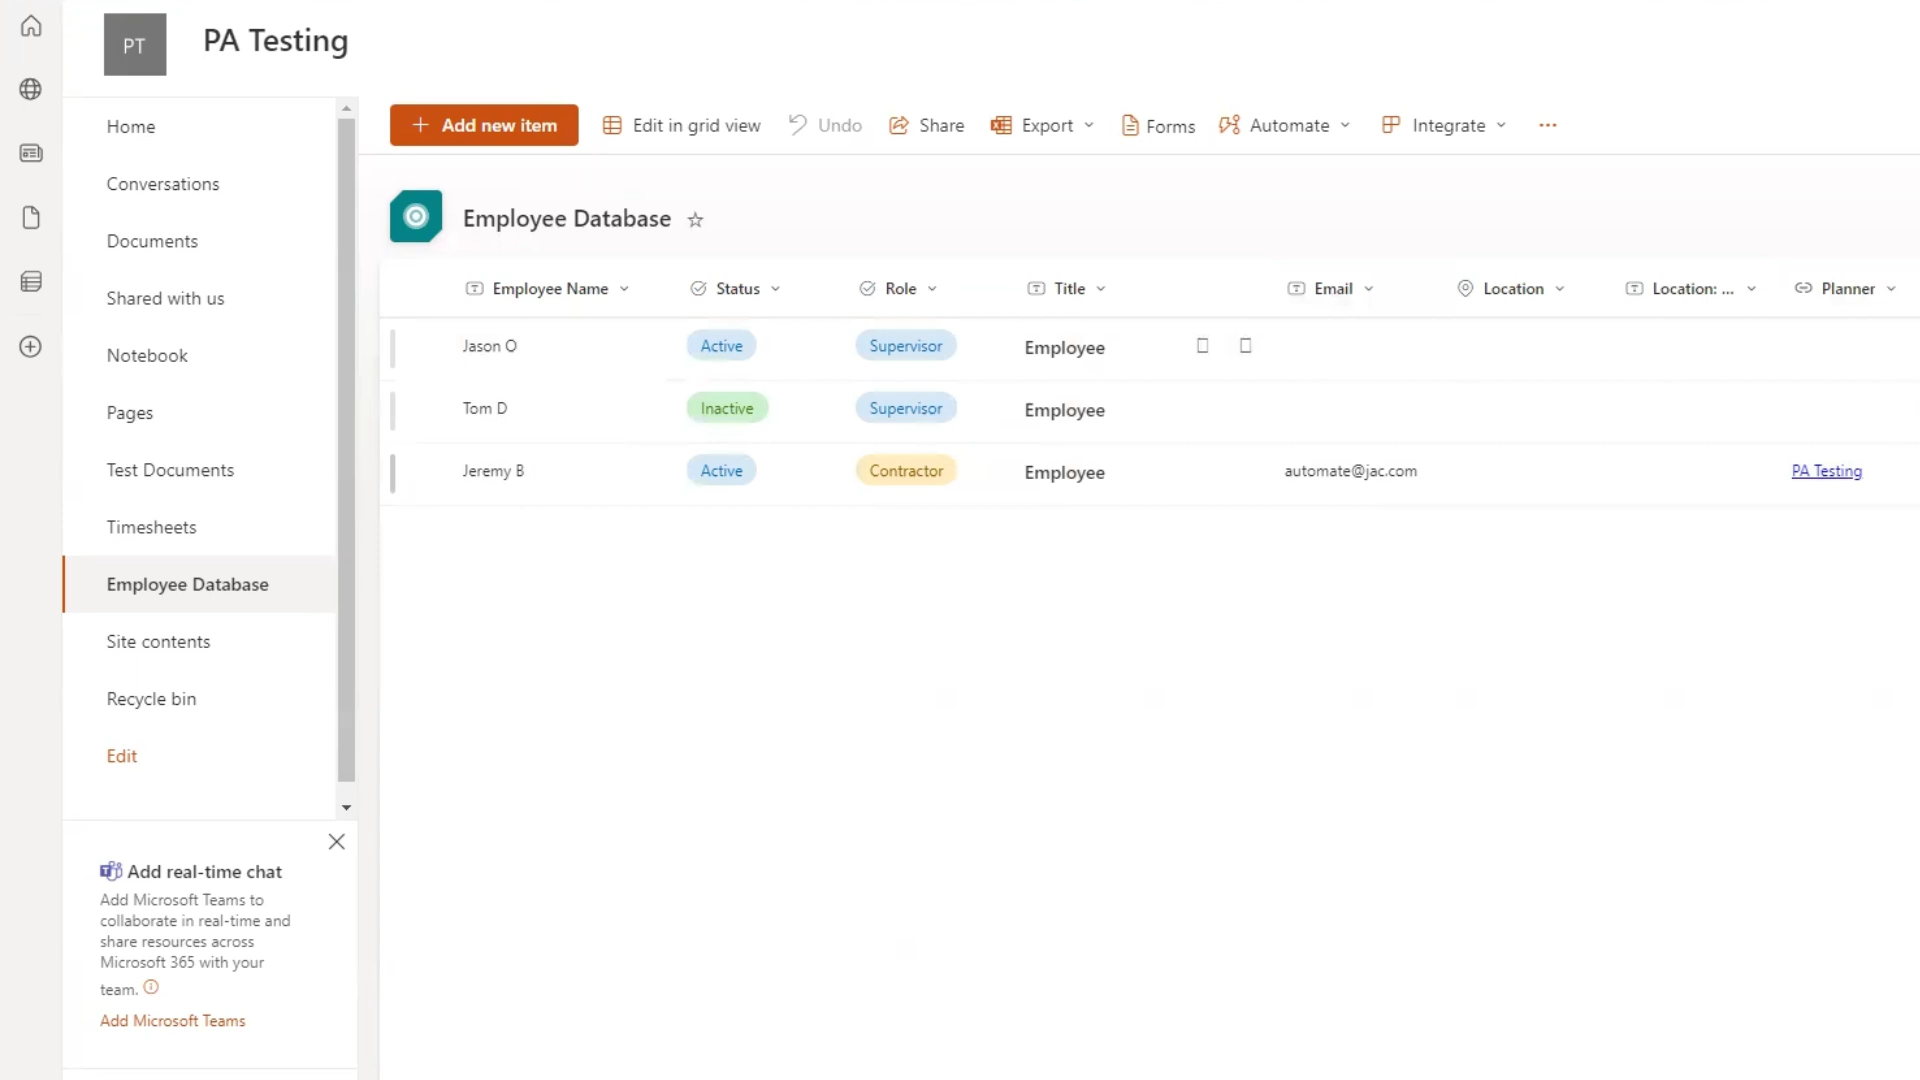 PT
PA Testing
Home
Conversations
Documents
Shared with us
Notebook
Pages
Test Documents
Timesheets
Employee Database
Site contents
Recycle bin
Edit
Add real-time chat
Add Microsoft Teams to
collaborate in real-time and
share resources across
Microsoft 365 with your
team.
Add Microsoft Teams
+ Add new item
Edit in grid view
Undo
Share
Export
Forms
Automate
Integrate
...
Employee Database
Employee Name
Status
Role
Title
Email
Location
Location: ...
Planner
Jason O
Active
Supervisor
Employee
Tom D
Inactive
Supervisor
Employee
Jeremy B
Active
Contractor
Employee
automate@jac.com
PA Testing